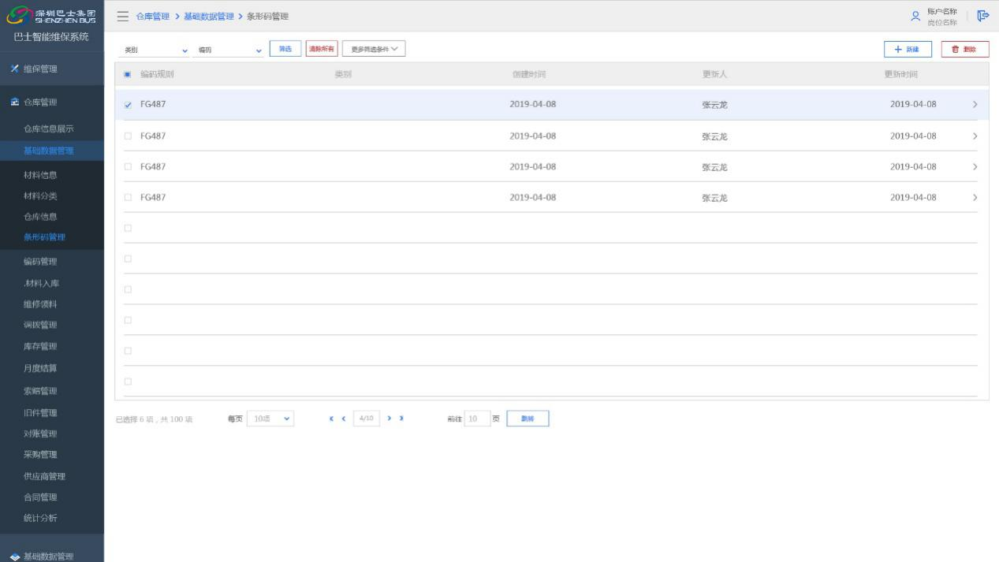 深圳巴士集团
SHENZHEN BUS
巴士智能维保系统
维保管理
仓库管理
仓库信息展示
基础数据管理
材料信息
材料分类
仓库信息
条形码管理
编码管理
.材料入库
维修领料
调拨管理
库存管理
月度结算
索赔管理
旧件管理
对账管理
采购管理
供应商管理
合同管理
统计分析
基础数据管理
仓库管理 > 基础数据管理 > 条形码管理
账户名称
岗位名称
类别 编码 筛选 清除所有 更多筛选条件 新建 删除
编码规则 类别 创建时间 更新人 更新时间
FG487 2019-04-08 张云龙 2019-04-08
FG487 2019-04-08 张云龙 2019-04-08
FG487 2019-04-08 张云龙 2019-04-08
FG487 2019-04-08 张云龙 2019-04-08
已选择 6 项，共 100 项 每页 10项 4/10 前往 10 页 跳转